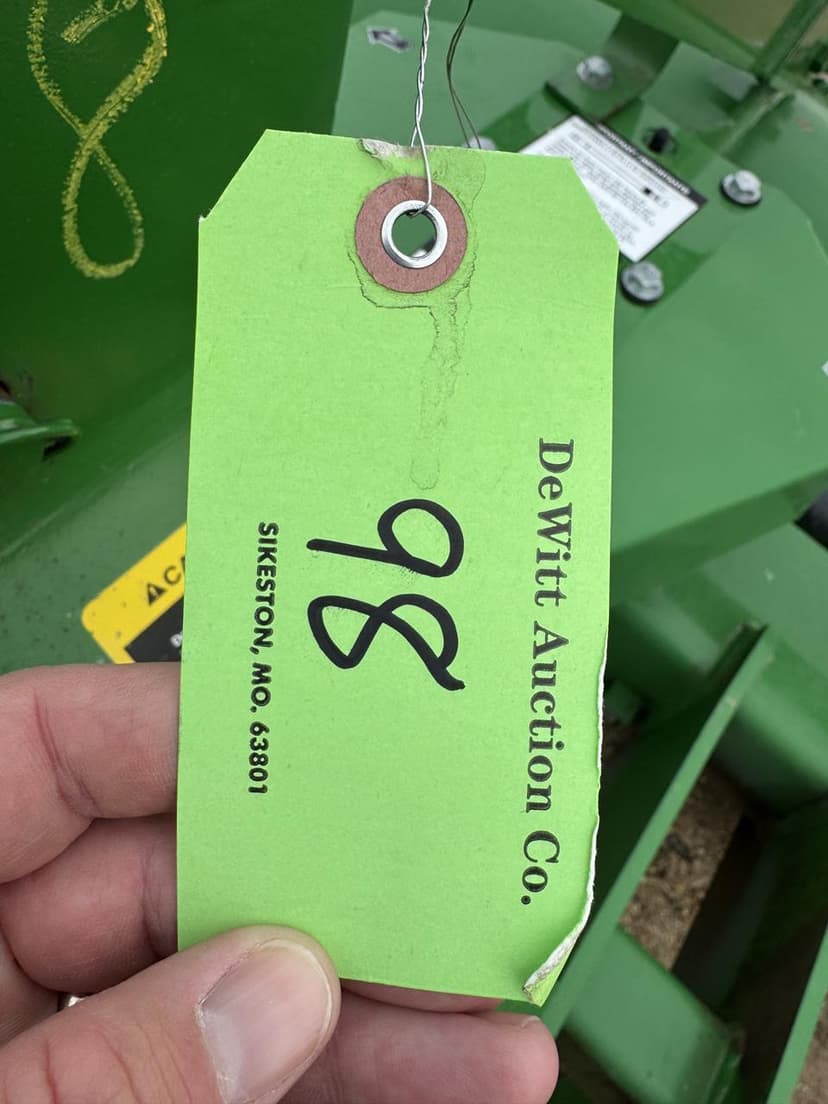 DeWitt Auction Co.
98
SIKESTON, MO. 63801
8